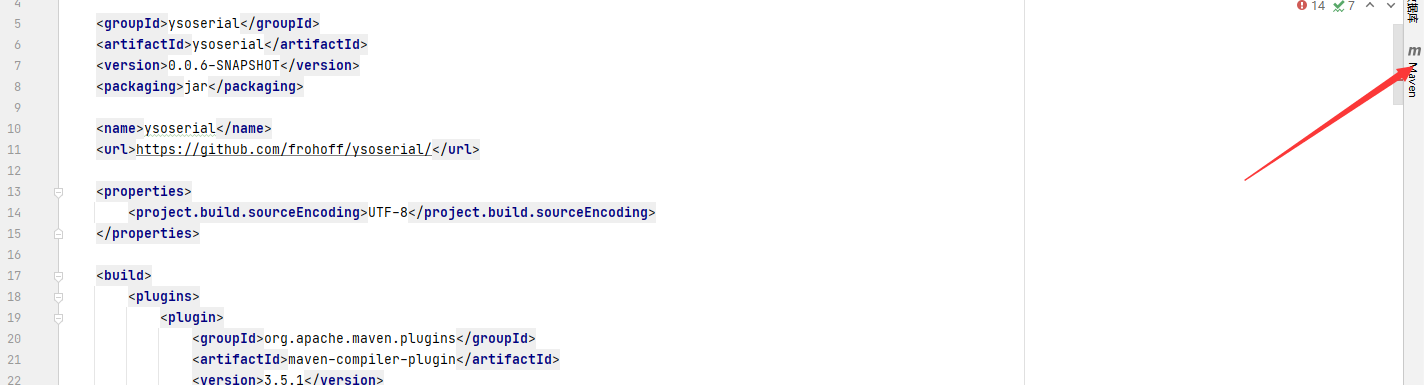 4
14 7
数据库
m Maven
5 <groupId>ysoserial</groupId>
6 <artifactId>ysoserial</artifactId>
7 <version>0.0.6-SNAPSHOT</version>
8 <packaging>jar</packaging>
9
10 <name>ysoserial</name>
11 <url>https://github.com/frohoff/ysoserial/</url>
12
13 <properties>
14 <project.build.sourceEncoding>UTF-8</project.build.sourceEncoding>
15 </properties>
16
17 <build>
18 <plugins>
19 <plugin>
20 <groupId>org.apache.maven.plugins</groupId>
21 <artifactId>maven-compiler-plugin</artifactId>
22 <version>3.5.1</version>